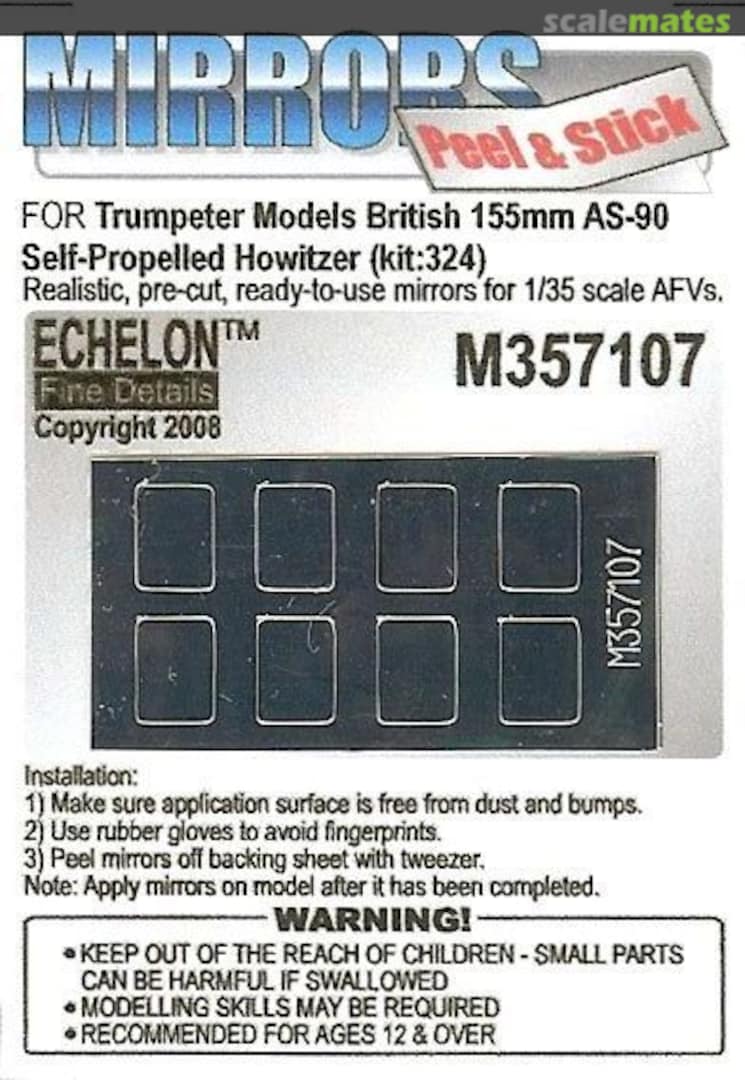 scalemates
MIRRORS
Peel & Stick
FOR Trumpeter Models British 155mm AS-90
Self-Propelled Howitzer (kit:324)
Realistic, pre-cut, ready-to-use mirrors for 1/35 scale AFVs.
ECHELON™
Fine Details
Copyright 2008
M357107
M357107
Installation:
1) Make sure application surface is free from dust and bumps.
2) Use rubber gloves to avoid fingerprints.
3) Peel mirrors off backing sheet with tweezer.
Note: Apply mirrors on model after it has been completed.
WARNING!
• KEEP OUT OF THE REACH OF CHILDREN - SMALL PARTS
CAN BE HARMFUL IF SWALLOWED
• MODELLING SKILLS MAY BE REQUIRED
• RECOMMENDED FOR AGES 12 & OVER